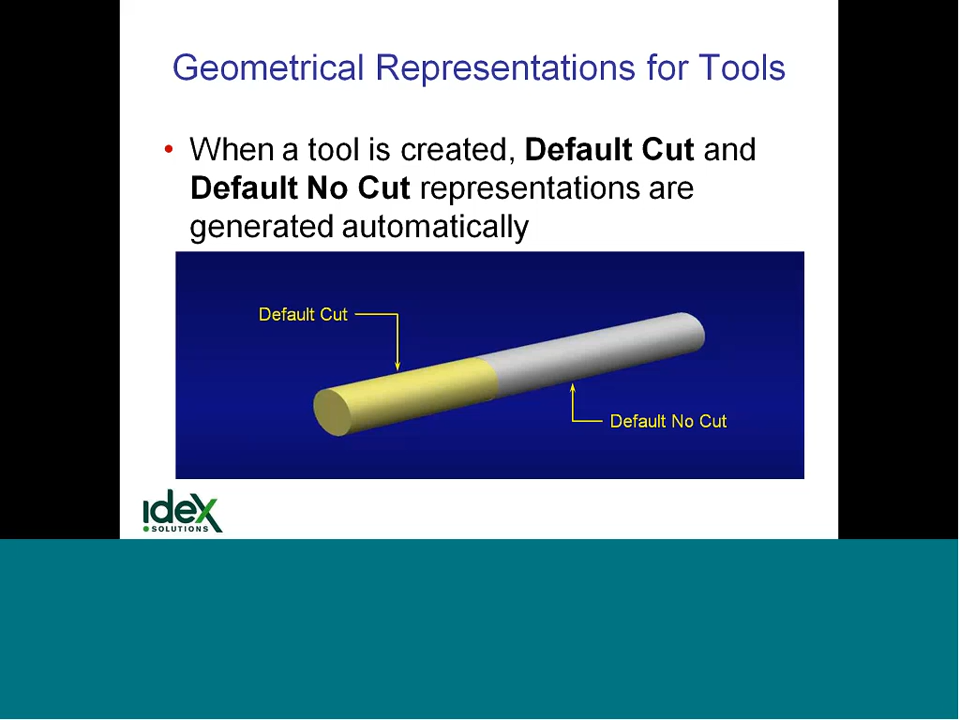 Geometrical Representations for Tools
• When a tool is created, Default Cut and
Default No Cut representations are
generated automatically
Default Cut
Default No Cut
ideX
SOLUTIONS